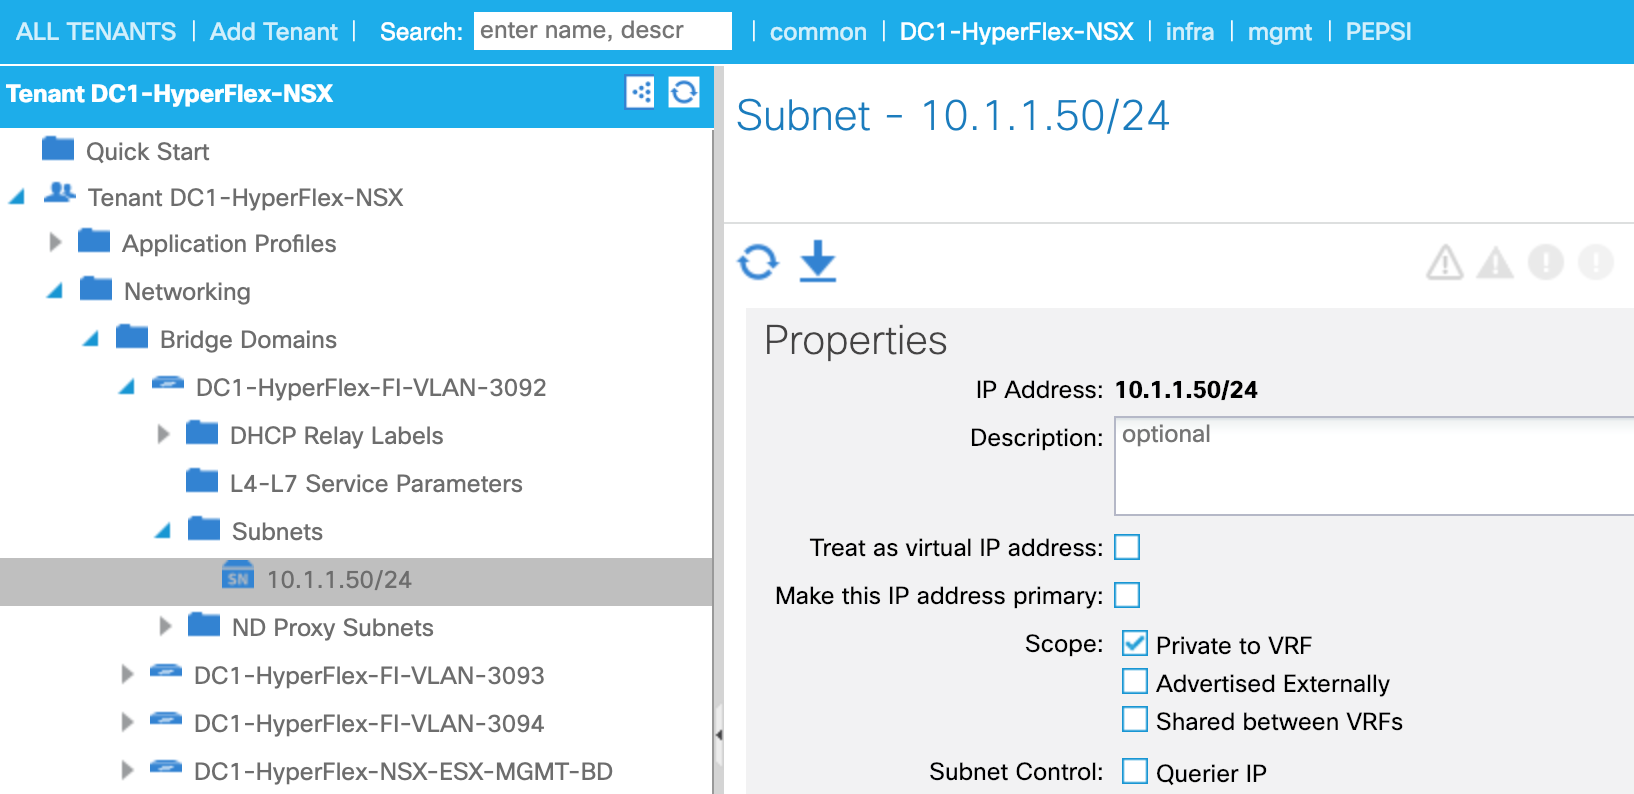 ALL TENANTS | Add Tenant | Search: enter name, descr | common | DC1-HyperFlex-NSX | infra | mgmt | PEPSI
Tenant DC1-HyperFlex-NSX
Quick Start
Tenant DC1-HyperFlex-NSX
Application Profiles
Networking
Bridge Domains
DC1-HyperFlex-FI-VLAN-3092
DHCP Relay Labels
L4-L7 Service Parameters
Subnets
SN 10.1.1.50/24
ND Proxy Subnets
DC1-HyperFlex-FI-VLAN-3093
DC1-HyperFlex-FI-VLAN-3094
DC1-HyperFlex-NSX-ESX-MGMT-BD
Subnet - 10.1.1.50/24
Properties
IP Address: 10.1.1.50/24
Description: optional
Treat as virtual IP address:
Make this IP address primary:
Scope: Private to VRF
Advertised Externally
Shared between VRFs
Subnet Control: Querier IP